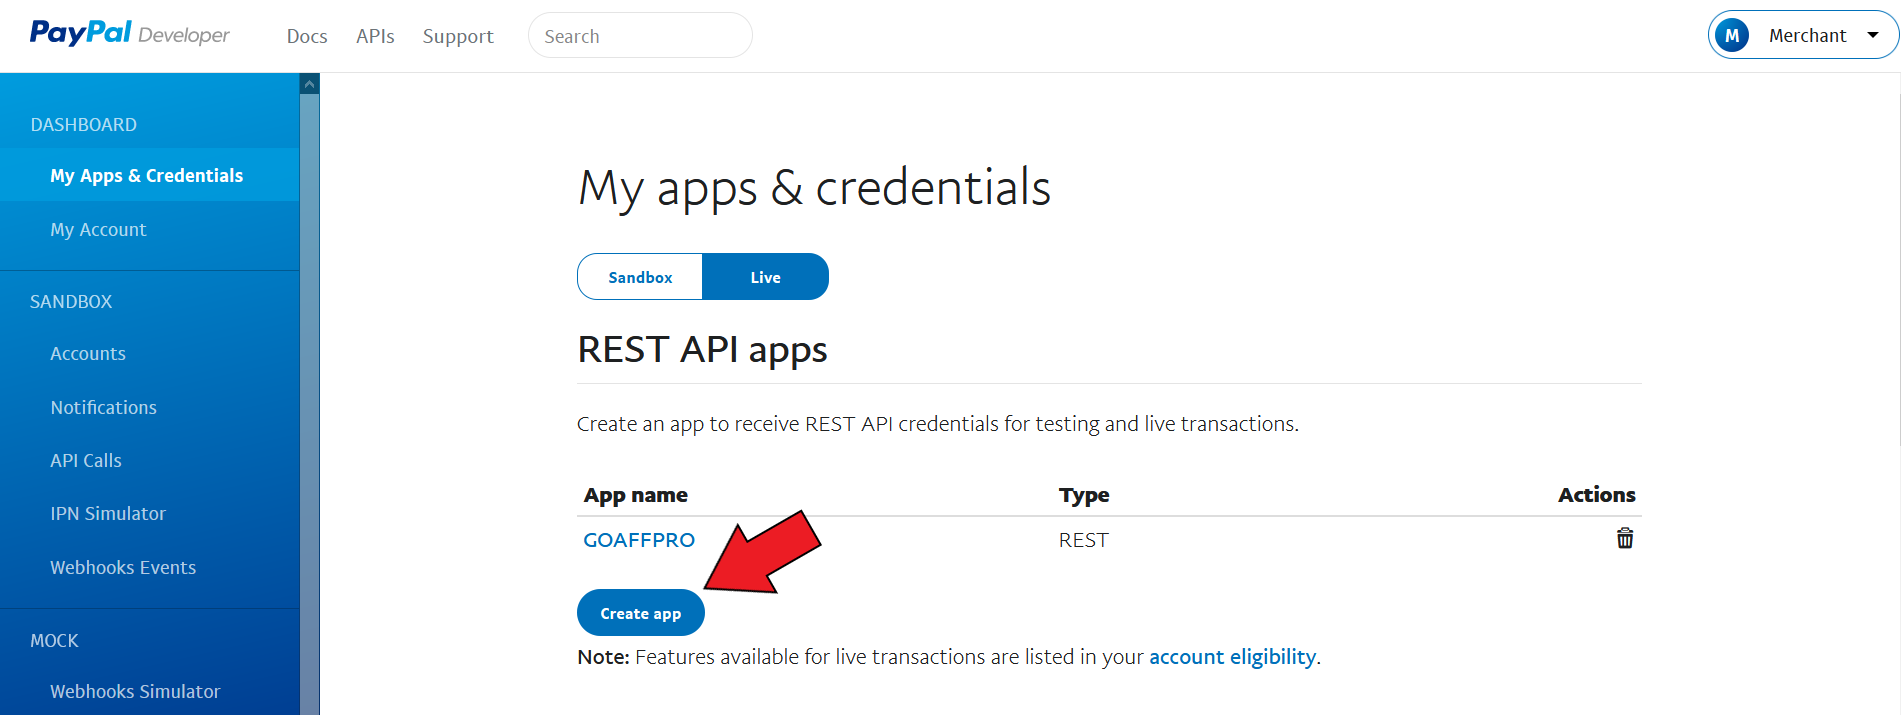 PayPal Developer
Docs APIs Support Search
M Merchant
DASHBOARD
My Apps & Credentials
My Account
SANDBOX
Accounts
Notifications
API Calls
IPN Simulator
Webhooks Events
MOCK
Webhooks Simulator
My apps & credentials
Sandbox Live
REST API apps
Create an app to receive REST API credentials for testing and live transactions.
App name Type Actions
GOAFFPRO REST
Create app
Note: Features available for live transactions are listed in your account eligibility.